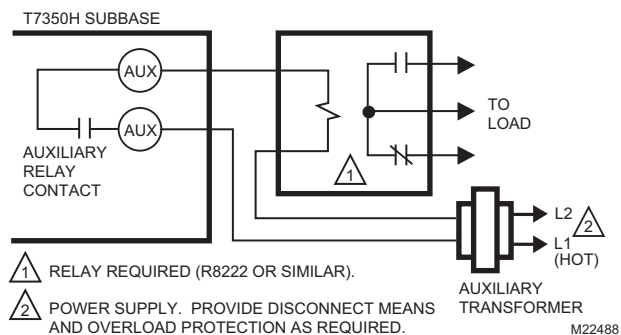 T7350H SUBBASE
AUX
AUX
AUXILIARY
RELAY
CONTACT
1
TO
LOAD
L2
2
L1
(HOT)
AUXILIARY
TRANSFORMER
1 RELAY REQUIRED (R8222 OR SIMILAR).
2 POWER SUPPLY. PROVIDE DISCONNECT MEANS
AND OVERLOAD PROTECTION AS REQUIRED.
M22488